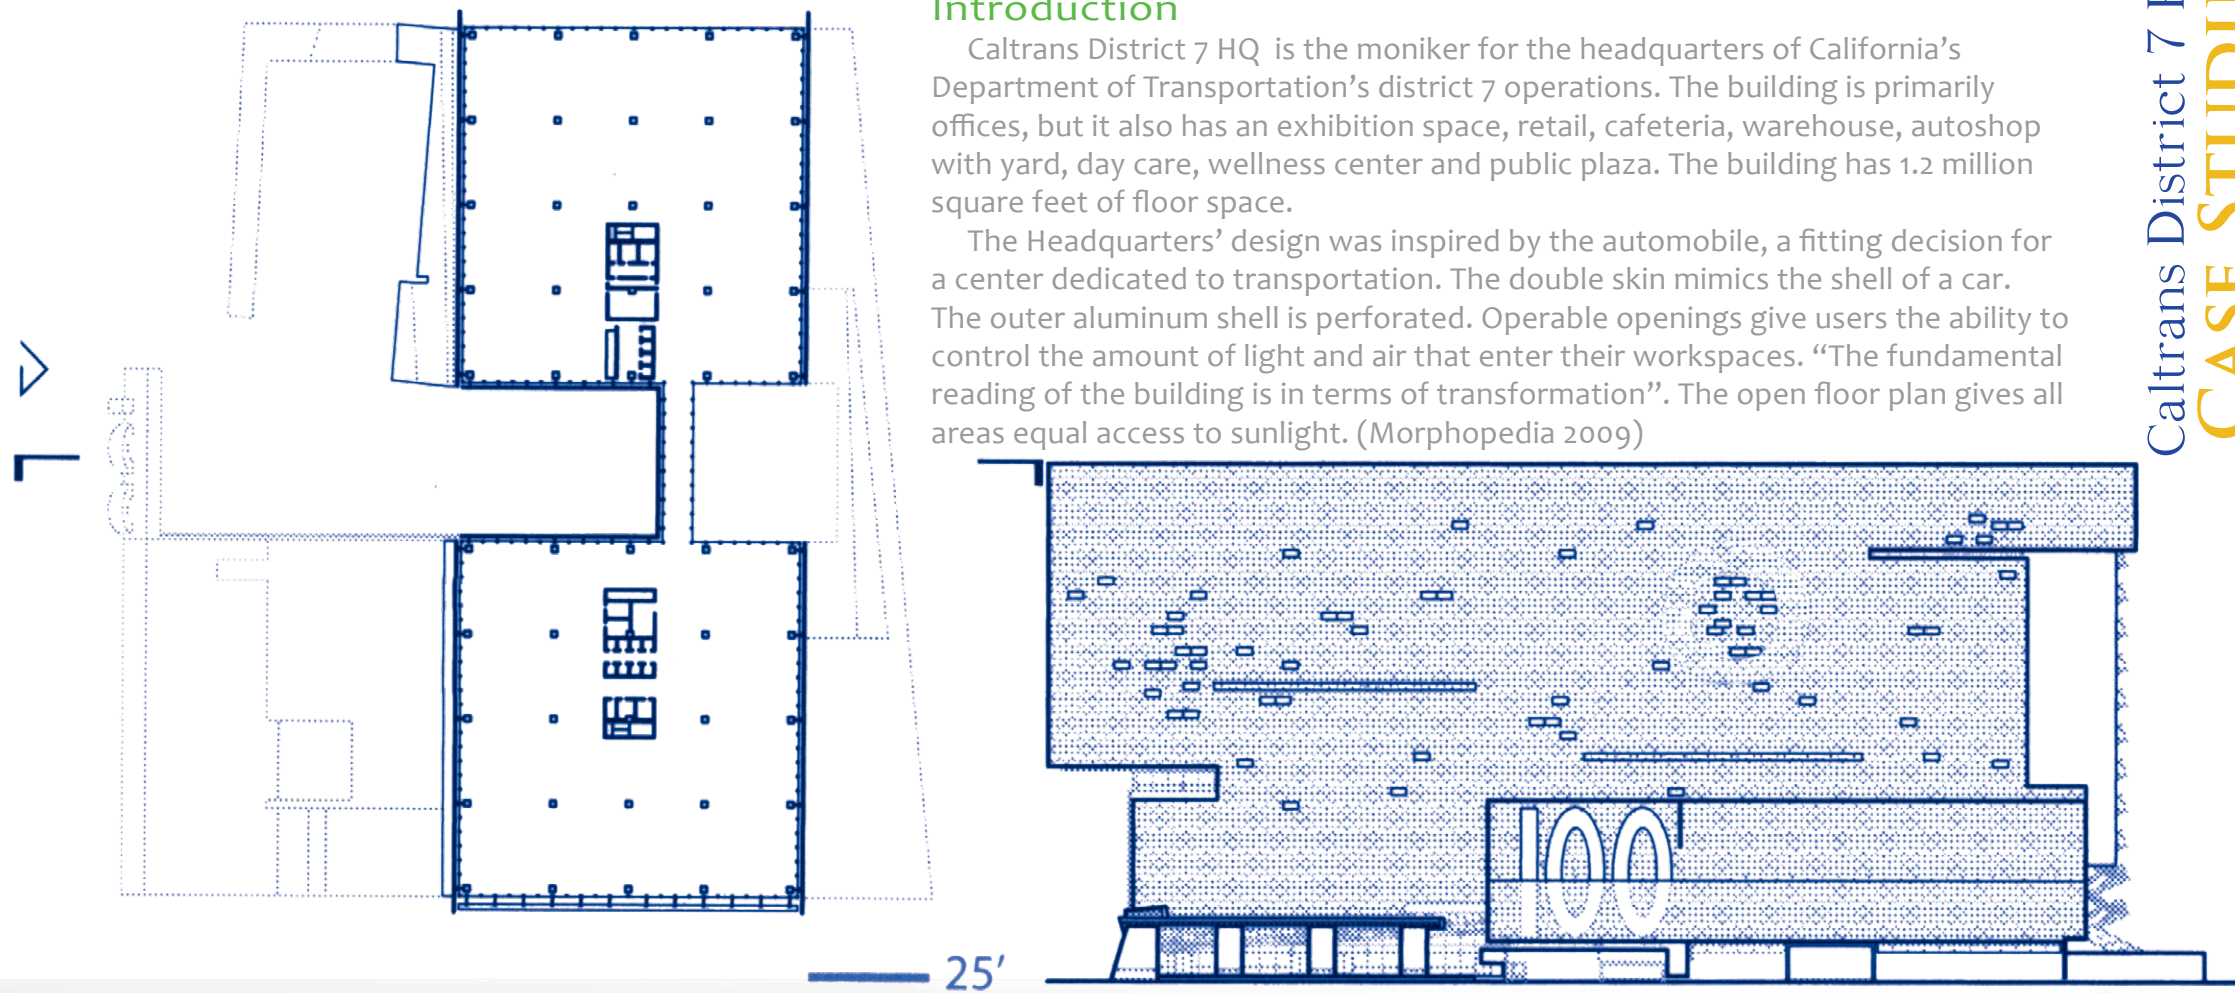 Introduction
Caltrans District 7 HQ is the moniker for the headquarters of California’s
Department of Transportation’s district 7 operations. The building is primarily
offices, but it also has an exhibition space, retail, cafeteria, warehouse, autoshop
with yard, day care, wellness center and public plaza. The building has 1.2 million
square feet of floor space.
The Headquarters’ design was inspired by the automobile, a fitting decision for
a center dedicated to transportation. The double skin mimics the shell of a car.
The outer aluminum shell is perforated. Operable openings give users the ability to
control the amount of light and air that enter their workspaces. “The fundamental
reading of the building is in terms of transformation”. The open floor plan gives all
areas equal access to sunlight. (Morphopedia 2009)
Caltrans District 7
CASE
100
25’